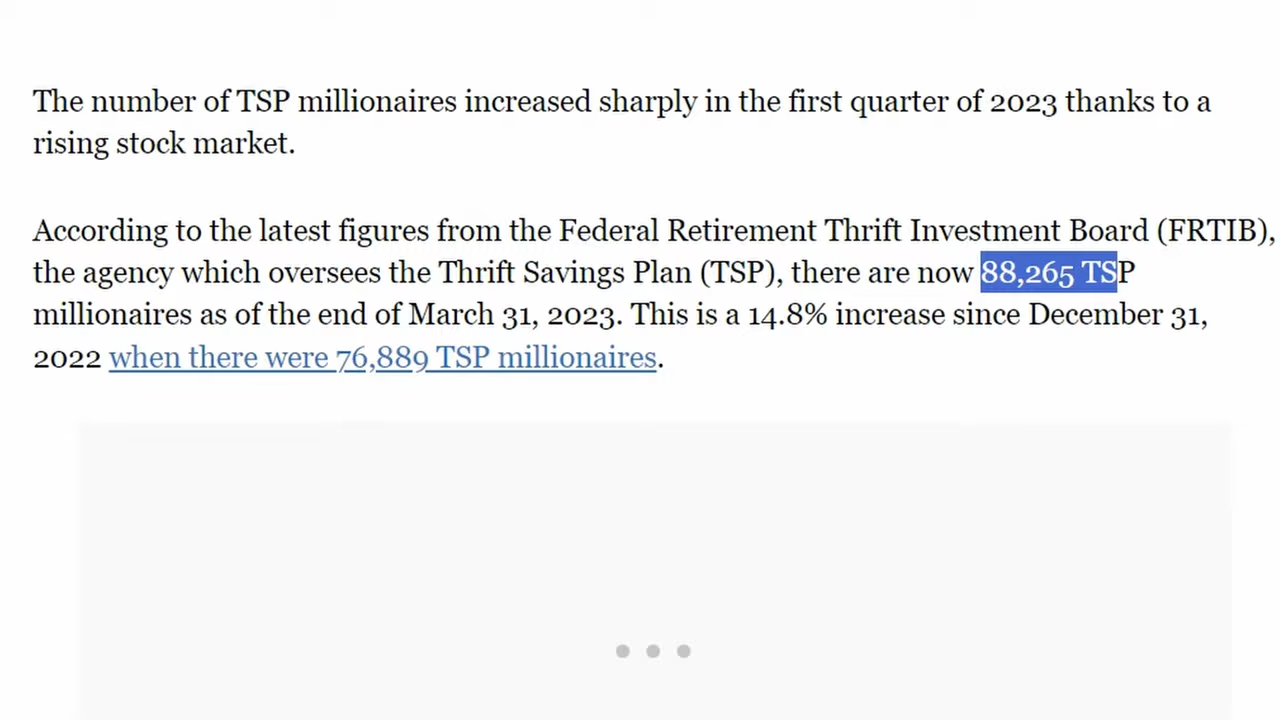 The number of TSP millionaires increased sharply in the first quarter of 2023 thanks to a
rising stock market.
According to the latest figures from the Federal Retirement Thrift Investment Board (FRTIB),
the agency which oversees the Thrift Savings Plan (TSP), there are now 88,265 TSP
millionaires as of the end of March 31, 2023. This is a 14.8% increase since December 31,
2022 when there were 76,889 TSP millionaires.